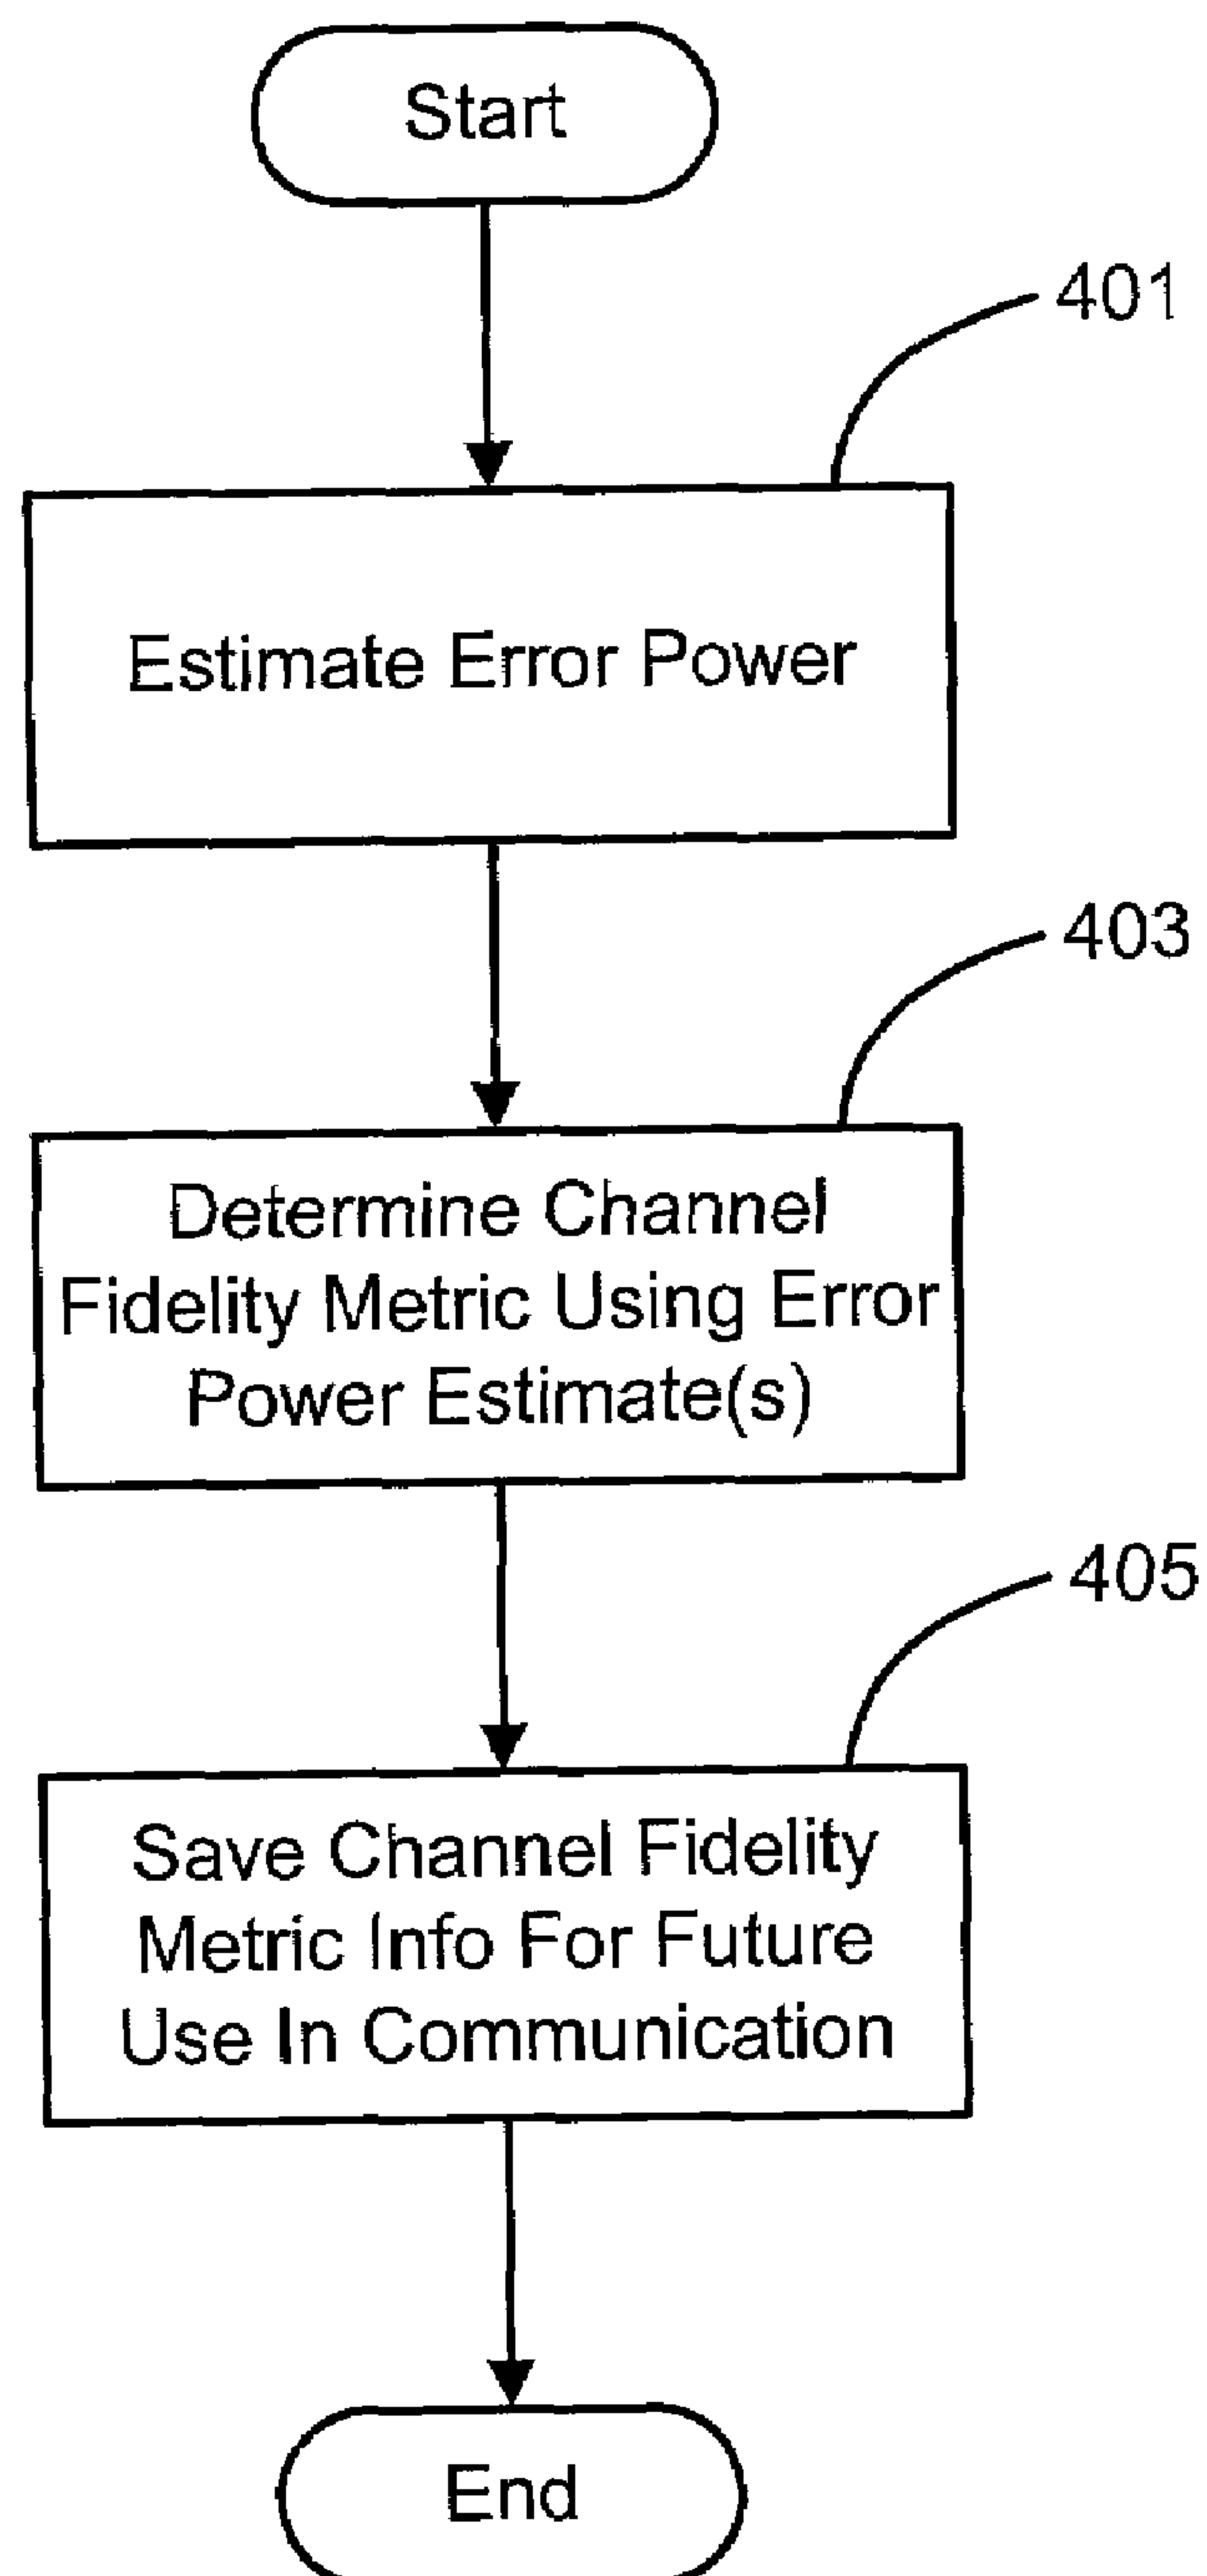 Start
401
Estimate Error Power
403
Determine Channel
Fidelity Metric Using Error
Power Estimate(s)
405
Save Channel Fidelity
Metric Info For Future
Use In Communication
End